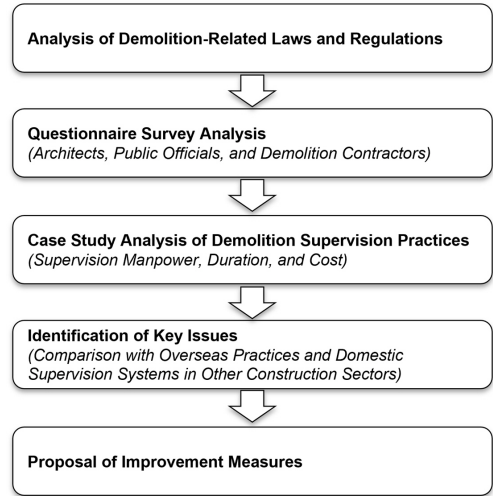 Analysis of Demolition-Related Laws and Regulations
Questionnaire Survey Analysis
(Architects, Public Officials, and Demolition Contractors)
Case Study Analysis of Demolition Supervision Practices
(Supervision Manpower, Duration, and Cost)
Identification of Key Issues
(Comparison with Overseas Practices and Domestic
Supervision Systems in Other Construction Sectors)
Proposal of Improvement Measures